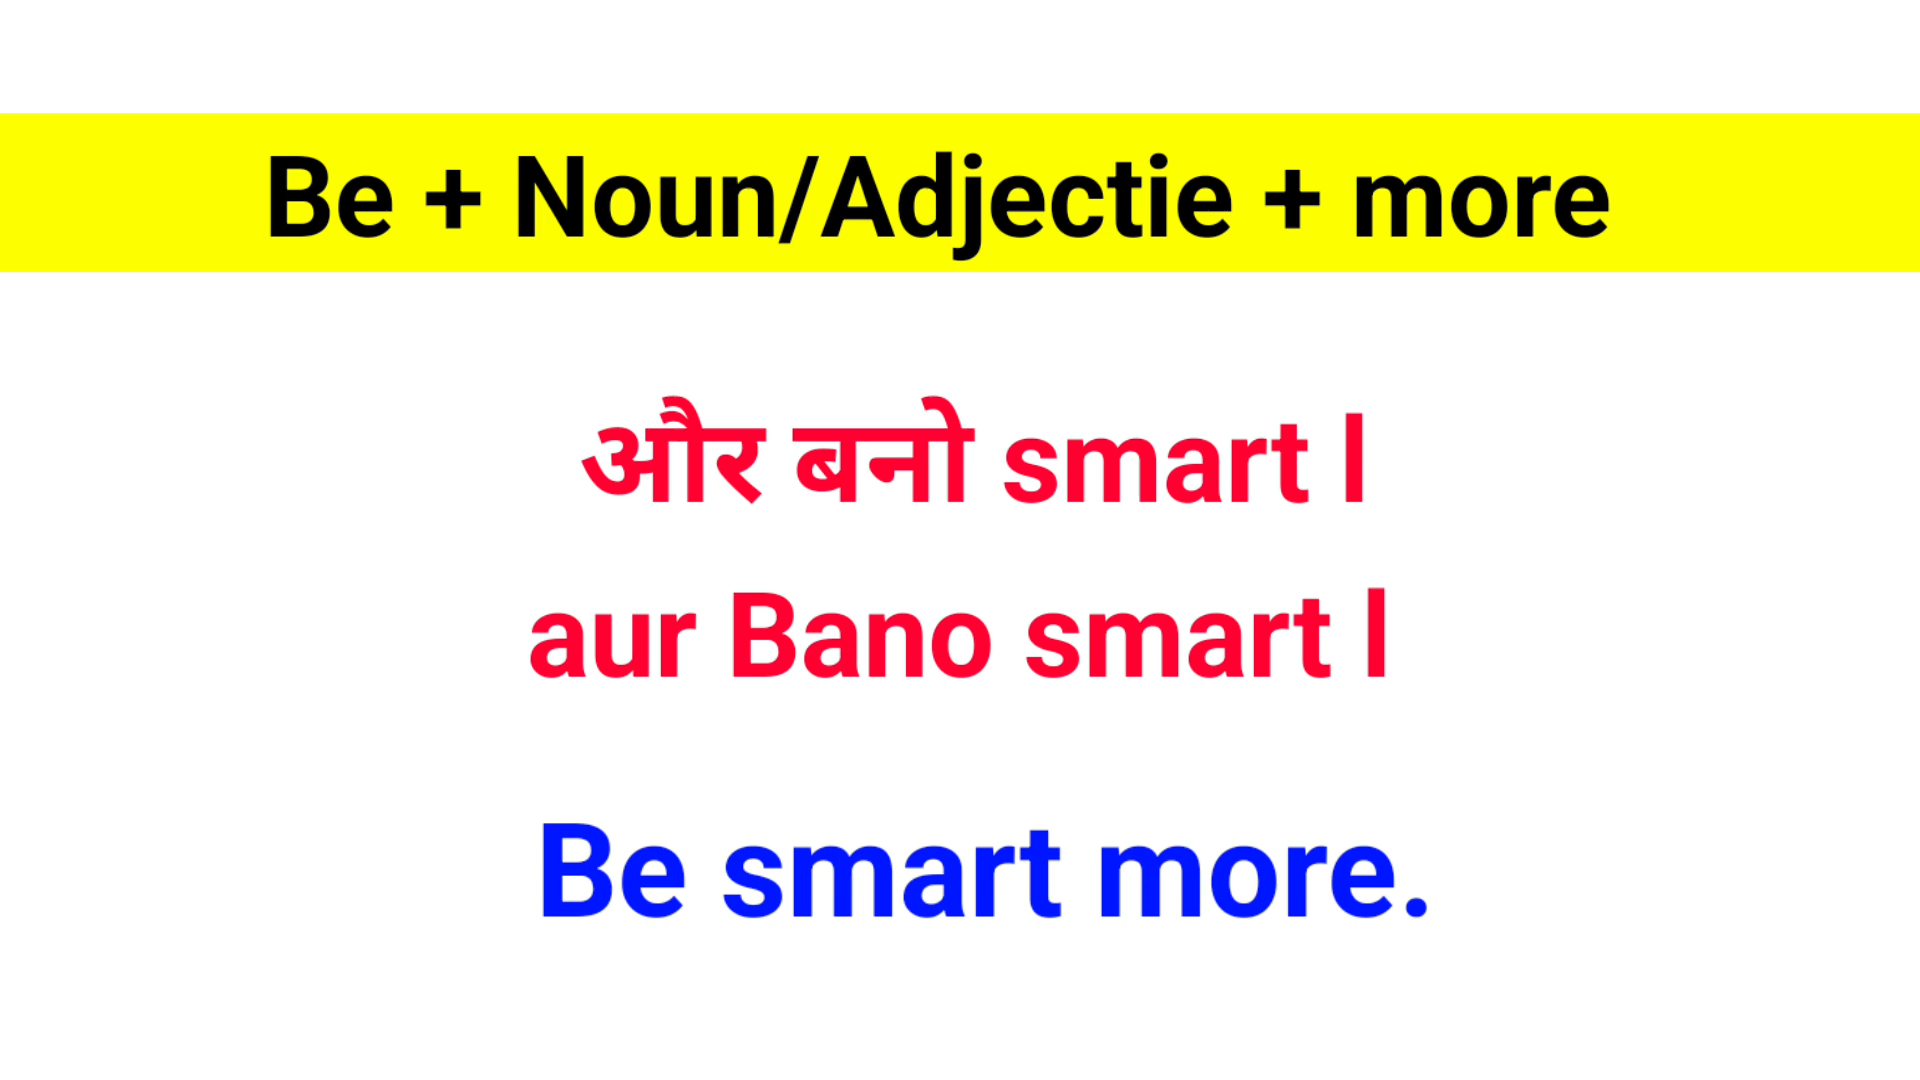 Be + Noun/Adjectie + more
और बनो smart l
aur Bano smart l
Be smart more.